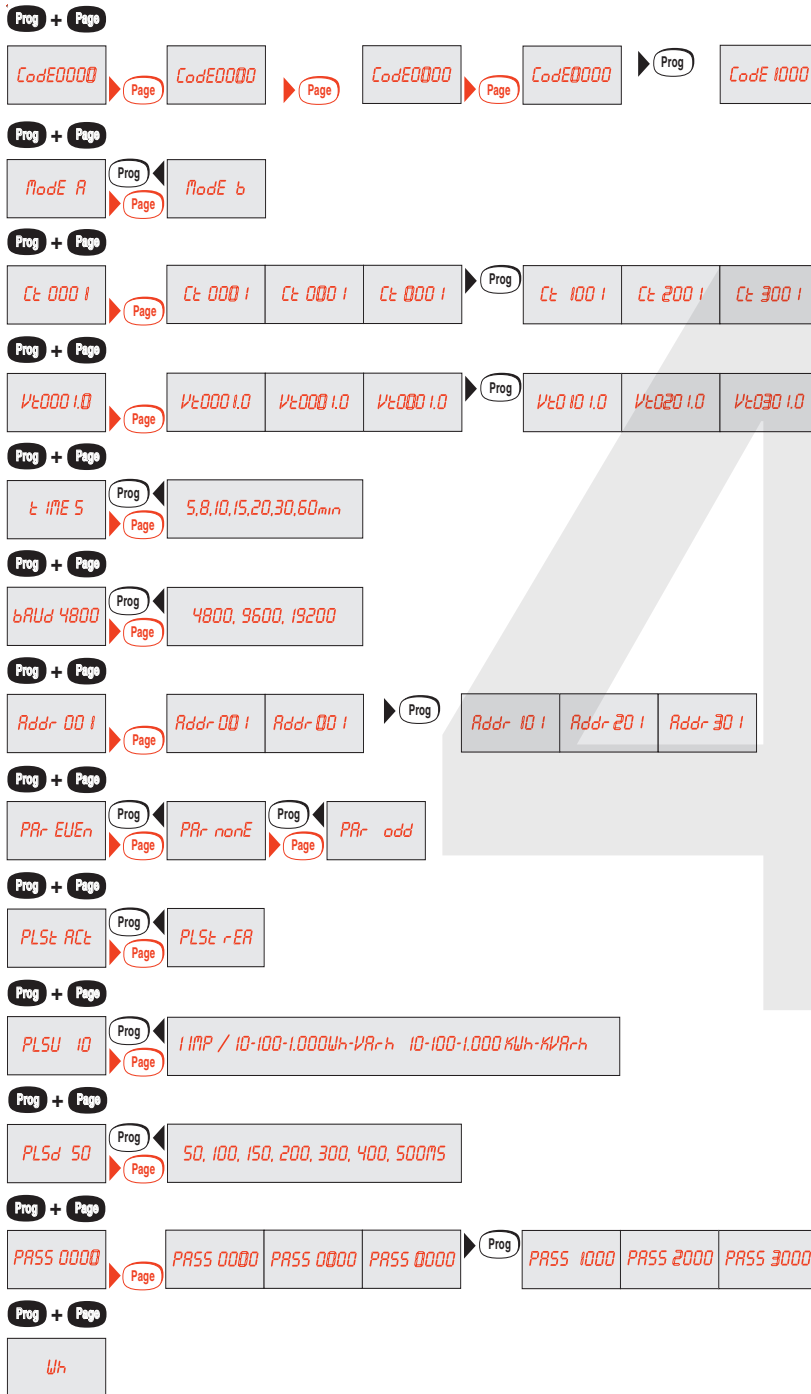 Prog + Page
CodE0000 Page CodE0000 Page CodE0000 Page CodE0000 Prog CodE 1000
Prog + Page
ModE A Prog Page ModE b
Prog + Page
Ct 0001 Page Ct 0001 Ct 0001 Ct 0001 Prog Ct 1001 Ct 2001 Ct 3001
Prog + Page
Vt0001.0 Page Vt0001.0 Vt0001.0 Vt0001.0 Prog Vt0101.0 Vt0201.0 Vt0301.0
Prog + Page
t IME 5 Prog Page 5,8,10,15,20,30,60min
Prog + Page
bAUd 4800 Prog Page 4800, 9600, 19200
Prog + Page
Addr 001 Page Addr 001 Addr 001 Prog Addr 101 Addr 201 Addr 301
Prog + Page
PAr EUEn Prog Page PAr nonE Prog Page PAr odd
Prog + Page
PLSt ACt Prog Page PLSt rEA
Prog + Page
PLSU 10 Prog Page 1 IMP / 10-100-1.000Wh-VArh 10-100-1.000 KWh-KVArh
Prog + Page
PLSd 50 Prog Page 50, 100, 150, 200, 300, 400, 500MS
Prog + Page
PASS 0000 Page PASS 0000 PASS 0000 PASS 0000 Prog PASS 1000 PASS 2000 PASS 3000
Prog + Page
Wh
4